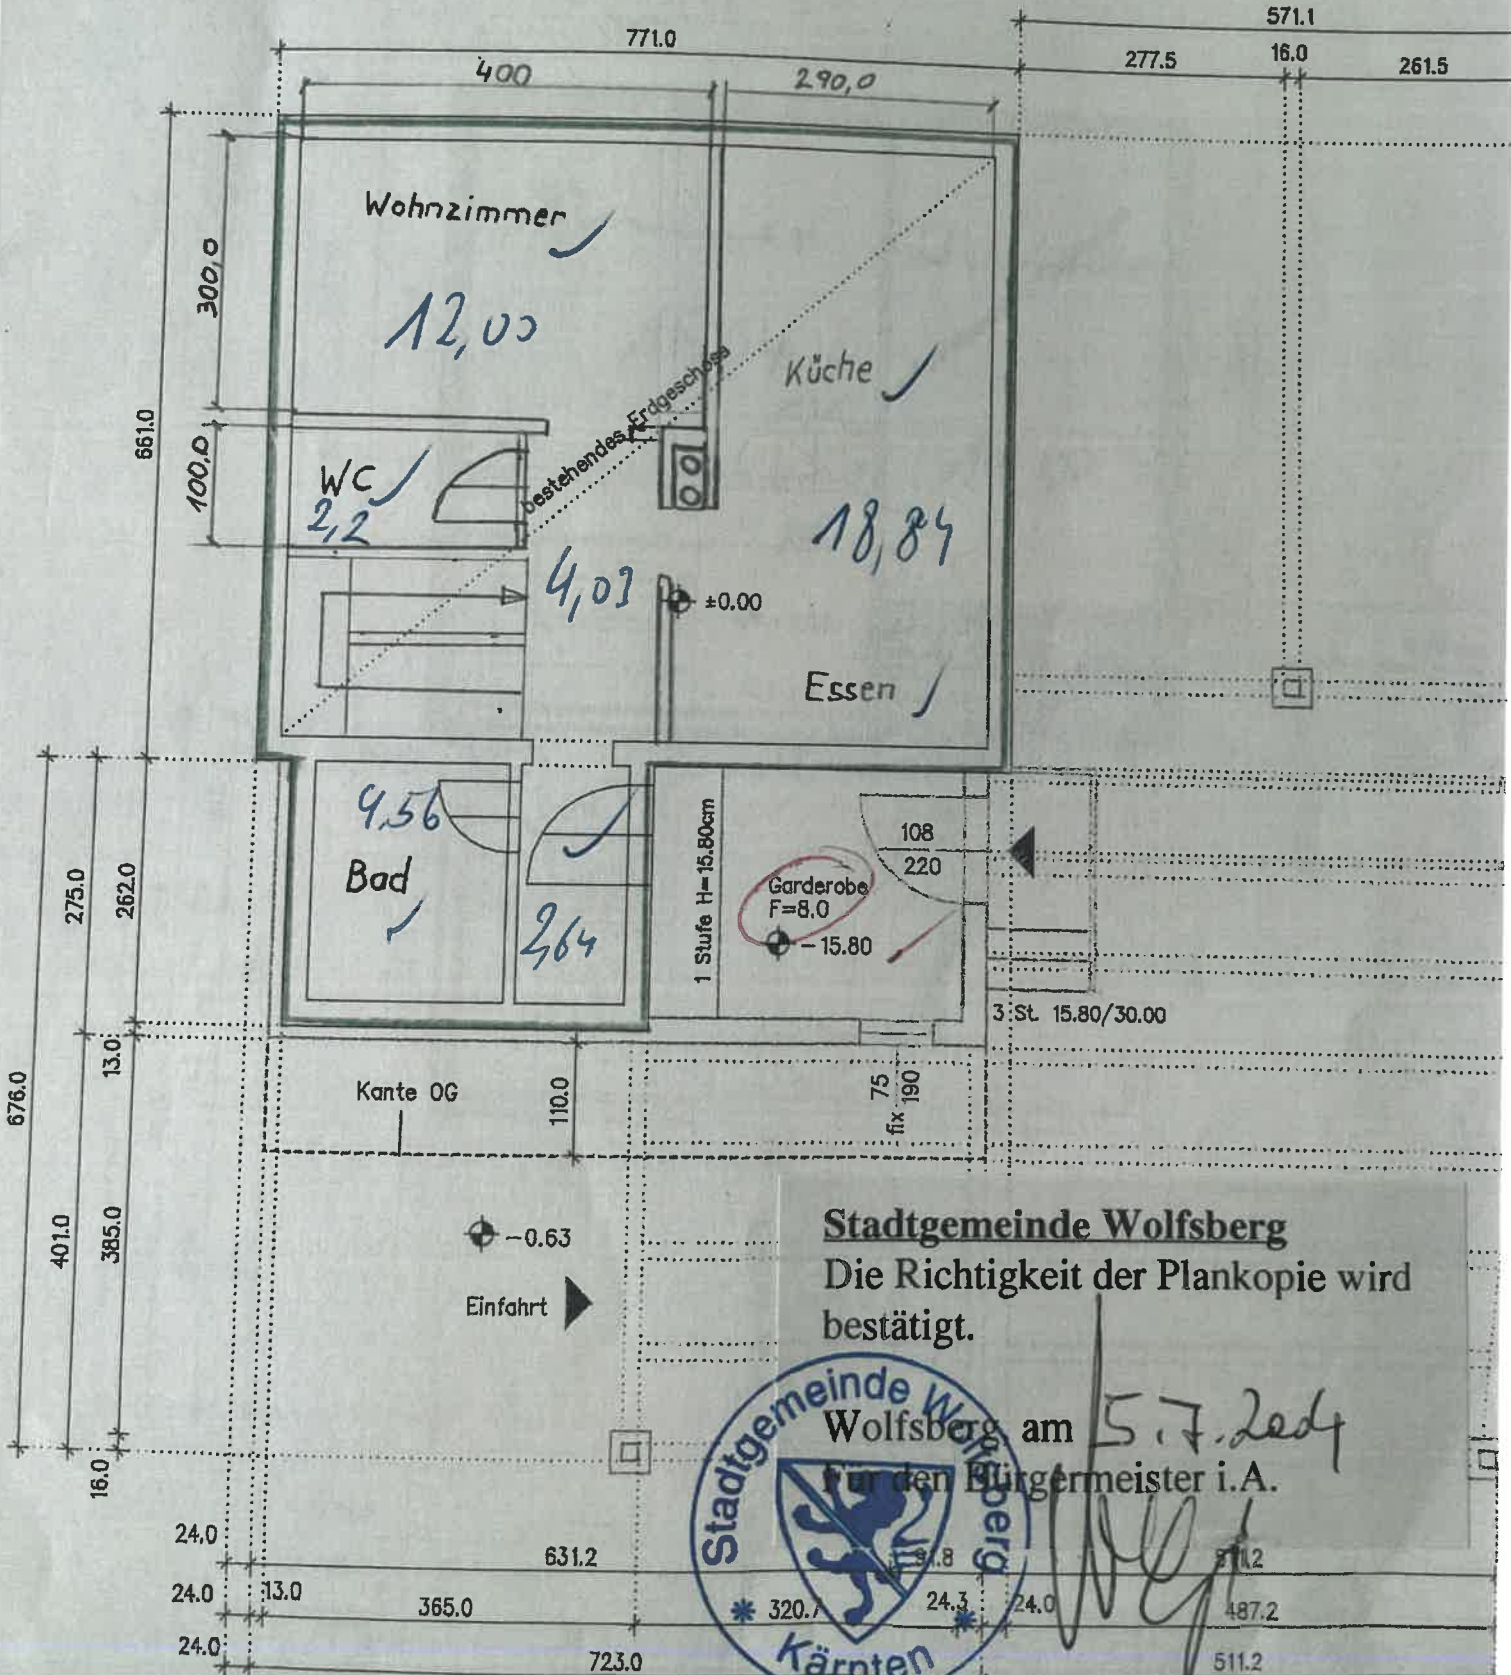 571.1
771.0
277.5
16.0
261.5
400
290,0
Wohnzimmer
300,0
12,00
Küche
bestehendes Erdgeschoss
661.0
100,0
WC
2,2
18,84
4,03
±0.00
Essen
4,56
Bad
2,64
1 Stufe H=15.80cm
108
220
Garderobe
F=8.0
-15.80
275.0
262.0
3 St. 15.80/30.00
13.0
676.0
Kante OG
110.0
fix
75
190
401.0
385.0
-0.63
Einfahrt
Stadtgemeinde Wolfsberg
Die Richtigkeit der Plankopie wird
bestätigt.
Wolfsberg, am 5.7.2004
Für den Bürgermeister i.A.
Stadtgemeinde Wolfsberg
Kärnten
16.0
24.0
631.2
24.0
13.0
365.0
24.3
24.0
487.2
24.0
723.0
511.2